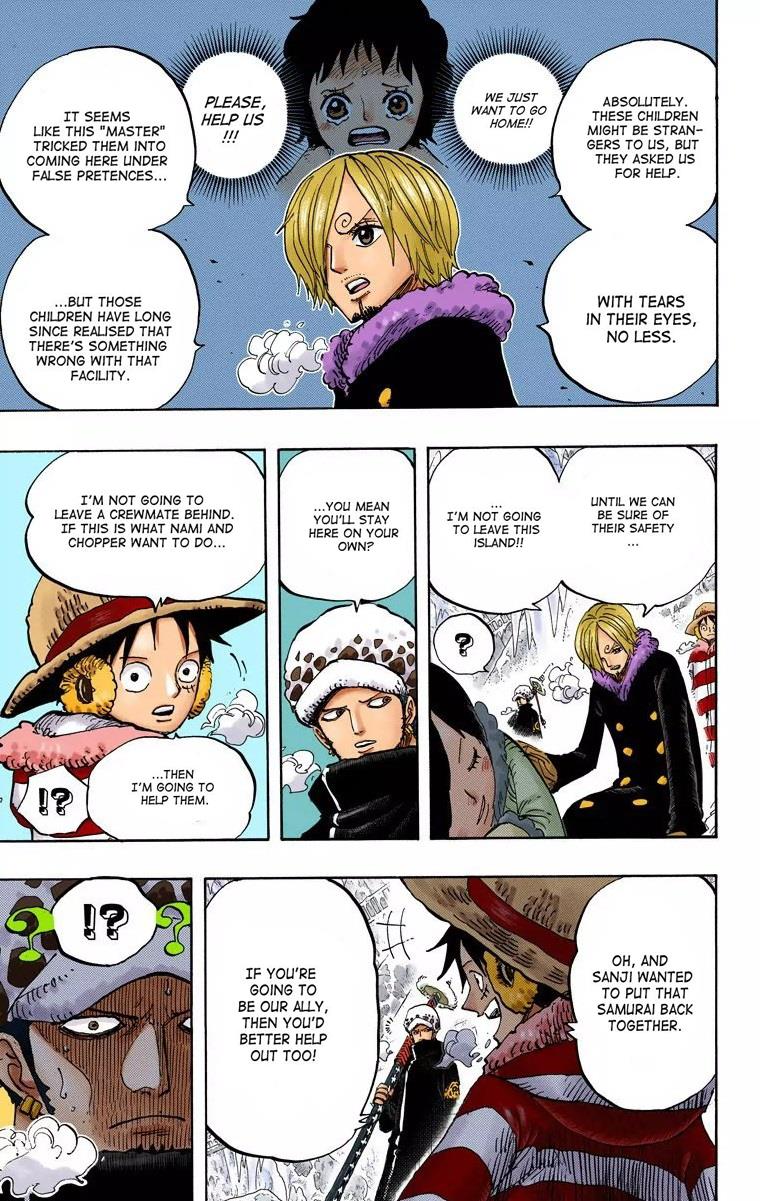 ABSOLUTELY.
THESE CHILDREN
MIGHT BE STRAN-
GERS TO US, BUT
THEY ASKED US
FOR HELP.
WE JUST
WANT TO GO
HOME!!
PLEASE,
HELP US
!!!
WITH TEARS
IN THEIR EYES,
NO LESS.
IT SEEMS
LIKE THIS "MASTER"
TRICKED THEM INTO
COMING HERE UNDER
FALSE PRETENCES...
...BUT THOSE
CHILDREN HAVE LONG
SINCE REALISED THAT
THERE'S SOMETHING
WRONG WITH THAT
FACILITY.
UNTIL WE CAN
BE SURE OF
THEIR SAFETY
...
...
I'M NOT GOING
TO LEAVE THIS
ISLAND!!
?
...YOU MEAN
YOU'LL STAY
HERE ON YOUR
OWN?
I'M NOT GOING TO
LEAVE A CREWMATE BEHIND.
IF THIS IS WHAT NAMI AND
CHOPPER WANT TO DO...
...THEN
I'M GOING TO
HELP THEM.
!?
OH, AND
SANJI WANTED
TO PUT THAT
SAMURAI BACK
TOGETHER.
IF YOU'RE
GOING TO
BE OUR ALLY,
THEN YOU'D
BETTER HELP
OUT TOO!
? !? ?